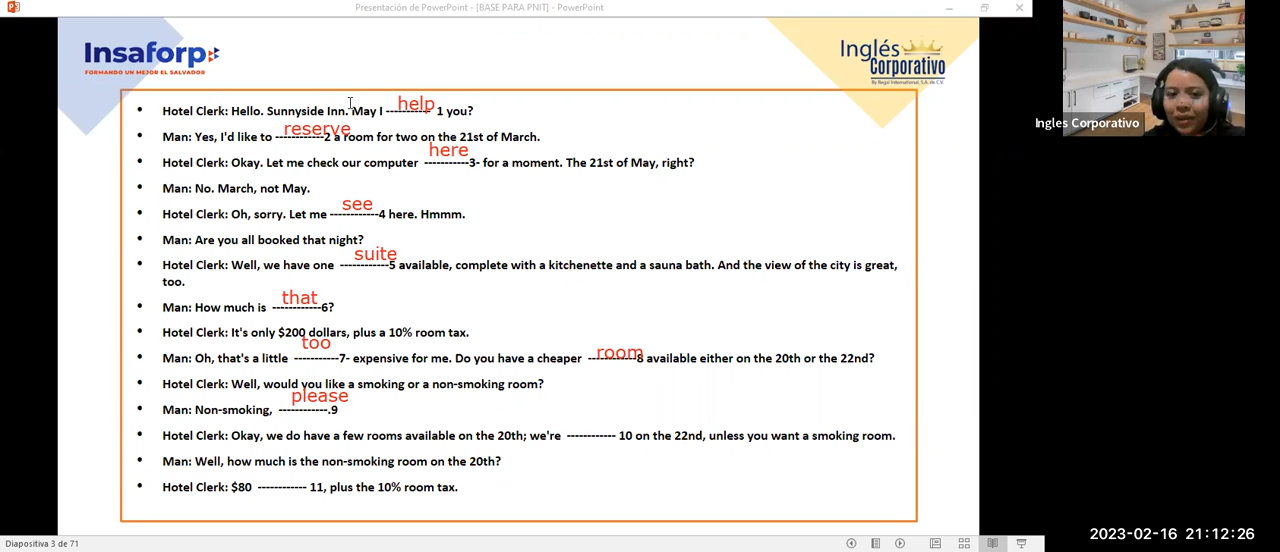 Presentación de PowerPoint - [BASE PARA PNIT] - PowerPoint
Insaforp
FORMANDO UN MEJOR EL SALVADOR
Inglés
Corporativo
By Regal International, S.A. de C.V.
Ingles Corporativo
• Hotel Clerk: Hello. Sunnyside Inn. May I ---------- help 1 you?
• Man: Yes, I'd like to ------------ reserve 2 a room for two on the 21st of March.
• Hotel Clerk: Okay. Let me check our computer ----------- here 3- for a moment. The 21st of May, right?
• Man: No. March, not May.
• Hotel Clerk: Oh, sorry. Let me ------------ see 4 here. Hmmm.
• Man: Are you all booked that night?
• Hotel Clerk: Well, we have one ------------ suite 5 available, complete with a kitchenette and a sauna bath. And the view of the city is great,
too.
• Man: How much is ------------ that 6?
• Hotel Clerk: It's only $200 dollars, plus a 10% room tax.
• Man: Oh, that's a little ----------- too 7- expensive for me. Do you have a cheaper ------------ room 8 available either on the 20th or the 22nd?
• Hotel Clerk: Well, would you like a smoking or a non-smoking room?
• Man: Non-smoking, ------------ please .9
• Hotel Clerk: Okay, we do have a few rooms available on the 20th; we're ------------ 10 on the 22nd, unless you want a smoking room.
• Man: Well, how much is the non-smoking room on the 20th?
• Hotel Clerk: $80 ------------ 11, plus the 10% room tax.
Diapositiva 3 de 71
2023-02-16 21:12:26